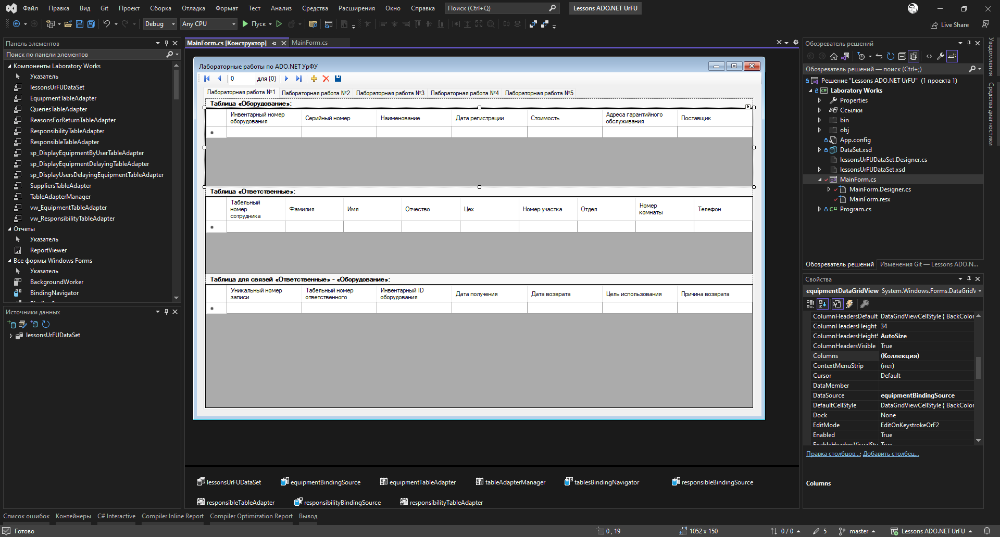 Файл Правка Вид Git Проект Сборка Отладка Формат Тест Анализ Средства Расширения Окно Справка Поиск (Ctrl+Q) Lessons ADO.NET UrFU
Debug Any CPU Пуск Live Share
Панель элементов
Поиск по панели элементов
Компоненты Laboratory Works
Указатель
lessonsUrFUDataSet
EquipmentTableAdapter
QueriesTableAdapter
ReasonsForReturnTableAdapter
ResponsibilityTableAdapter
ResponsibleTableAdapter
sp_DisplayEquipmentByUserTableAdapter
sp_DisplayEquipmentDelayingTableAdapter
sp_DisplayUsersDelayingEquipmentTableAdapter
SuppliersTableAdapter
TableAdapterManager
vw_EquipmentTableAdapter
vw_ResponsibilityTableAdapter
Отчеты
Указатель
ReportViewer
Все формы Windows Forms
Указатель
BackgroundWorker
BindingNavigator
Источники данных
lessonsUrFUDataSet
MainForm.cs [Конструктор] MainForm.cs
Лабораторные работы по ADO.NET УрФУ
0 для {0}
Лабораторная работа №1 Лабораторная работа №2 Лабораторная работа №3 Лабораторная работа №4 Лабораторная работа №5
Таблица «Оборудование»:
Инвентарный номер оборудования Серийный номер Наименование Дата регистрации Стоимость Адреса гарантийного обслуживания Поставщик
Таблица «Ответственные»:
Табельный номер сотрудника Фамилия Имя Отчество Цех Номер участка Отдел Номер комнаты Телефон
Таблица для связей «Ответственные» - «Оборудование»:
Уникальный номер записи Табельный номер ответственного Инвентарный ID оборудования Дата получения Дата возврата Цель использования Причина возврата
lessonsUrFUDataSet equipmentBindingSource equipmentTableAdapter tableAdapterManager tablesBindingNavigator responsibleBindingSource
responsibleTableAdapter responsibilityBindingSource responsibilityTableAdapter
Обозреватель решений
Обозреватель решений — поиск (Ctrl+;)
Решение "Lessons ADO.NET UrFU" (1 проекта 1)
Laboratory Works
Properties
Ссылки
bin
obj
App.config
DataSet.xsd
lessonsUrFUDataSet.Designer.cs
lessonsUrFUDataSet.xsd
MainForm.cs
MainForm.Designer.cs
MainForm.resx
Program.cs
Обозреватель решений Изменения Git — Lessons ADO.N...
Свойства
equipmentDataGridView System.Windows.Forms.DataGridV
ColumnHeadersDefault DataGridViewCellStyle { BackColor
ColumnHeadersHeight 34
ColumnHeadersHeightS AutoSize
ColumnHeadersVisible True
Columns (Коллекция)
ContextMenuStrip (нет)
Cursor Default
DataMember
DataSource equipmentBindingSource
DefaultCellStyle DataGridViewCellStyle { BackColor
Dock None
EditMode EditOnKeystrokeOrF2
Enabled True
EnableHeadersVisualSty True
Правка столбцов...; Добавить столбец...
Columns
Уведомления
Средства диагностики
Список ошибок Контейнеры C# Interactive Compiler Inline Report Compiler Optimization Report Вывод
Готово 0 , 19 1052 x 150 0 / 0 5 master Lessons ADO.NET UrFU